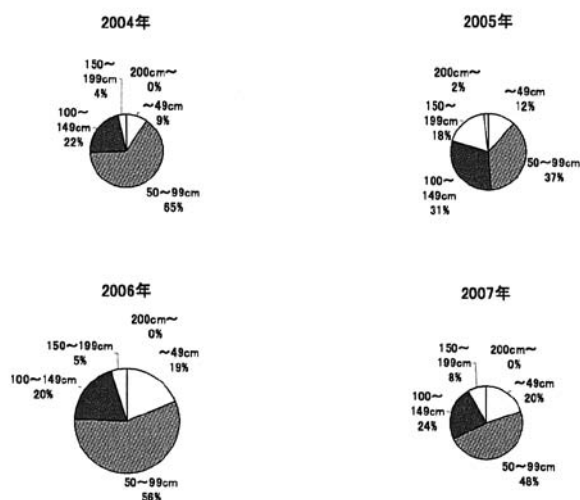 2004年
150～
199cm
4%
200cm～
0%
～49cm
9%
100～
149cm
22%
50～99cm
65%
2005年
200cm～
2%
～49cm
12%
150～
199cm
18%
50～99cm
37%
100～
149cm
31%
2006年
200cm～
0%
150～199cm
5%
～49cm
19%
100～149cm
20%
50～99cm
56%
2007年
150～
199cm
8%
200cm～
0%
～49cm
20%
100～
149cm
24%
50～99cm
48%